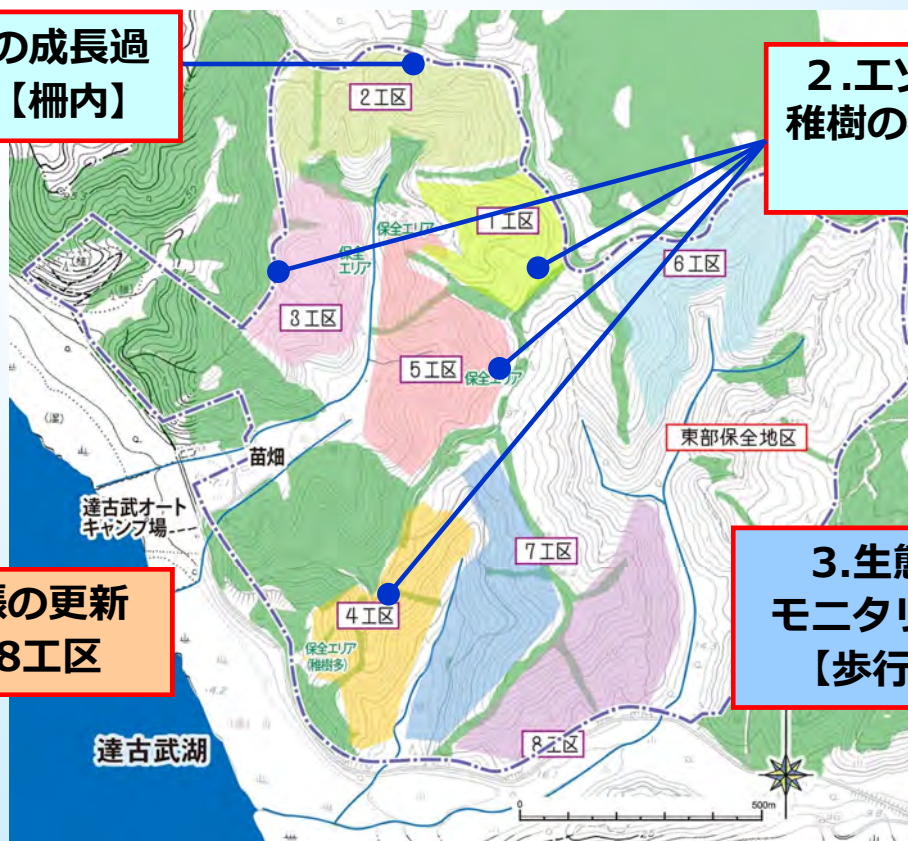 の成長過
【柵内】
2.エゾ
稚樹の
2工区
1工区
保全エリア
保全
エリア
6工区
3工区
5工区
保全エリア
東部保全地区
苗畑
達古武オート
キャンプ場
7工区
3.生態
モニタリ
【歩行
張の更新
8工区
4工区
保全エリア
(稚樹多)
達古武湖
8工区
0
500m